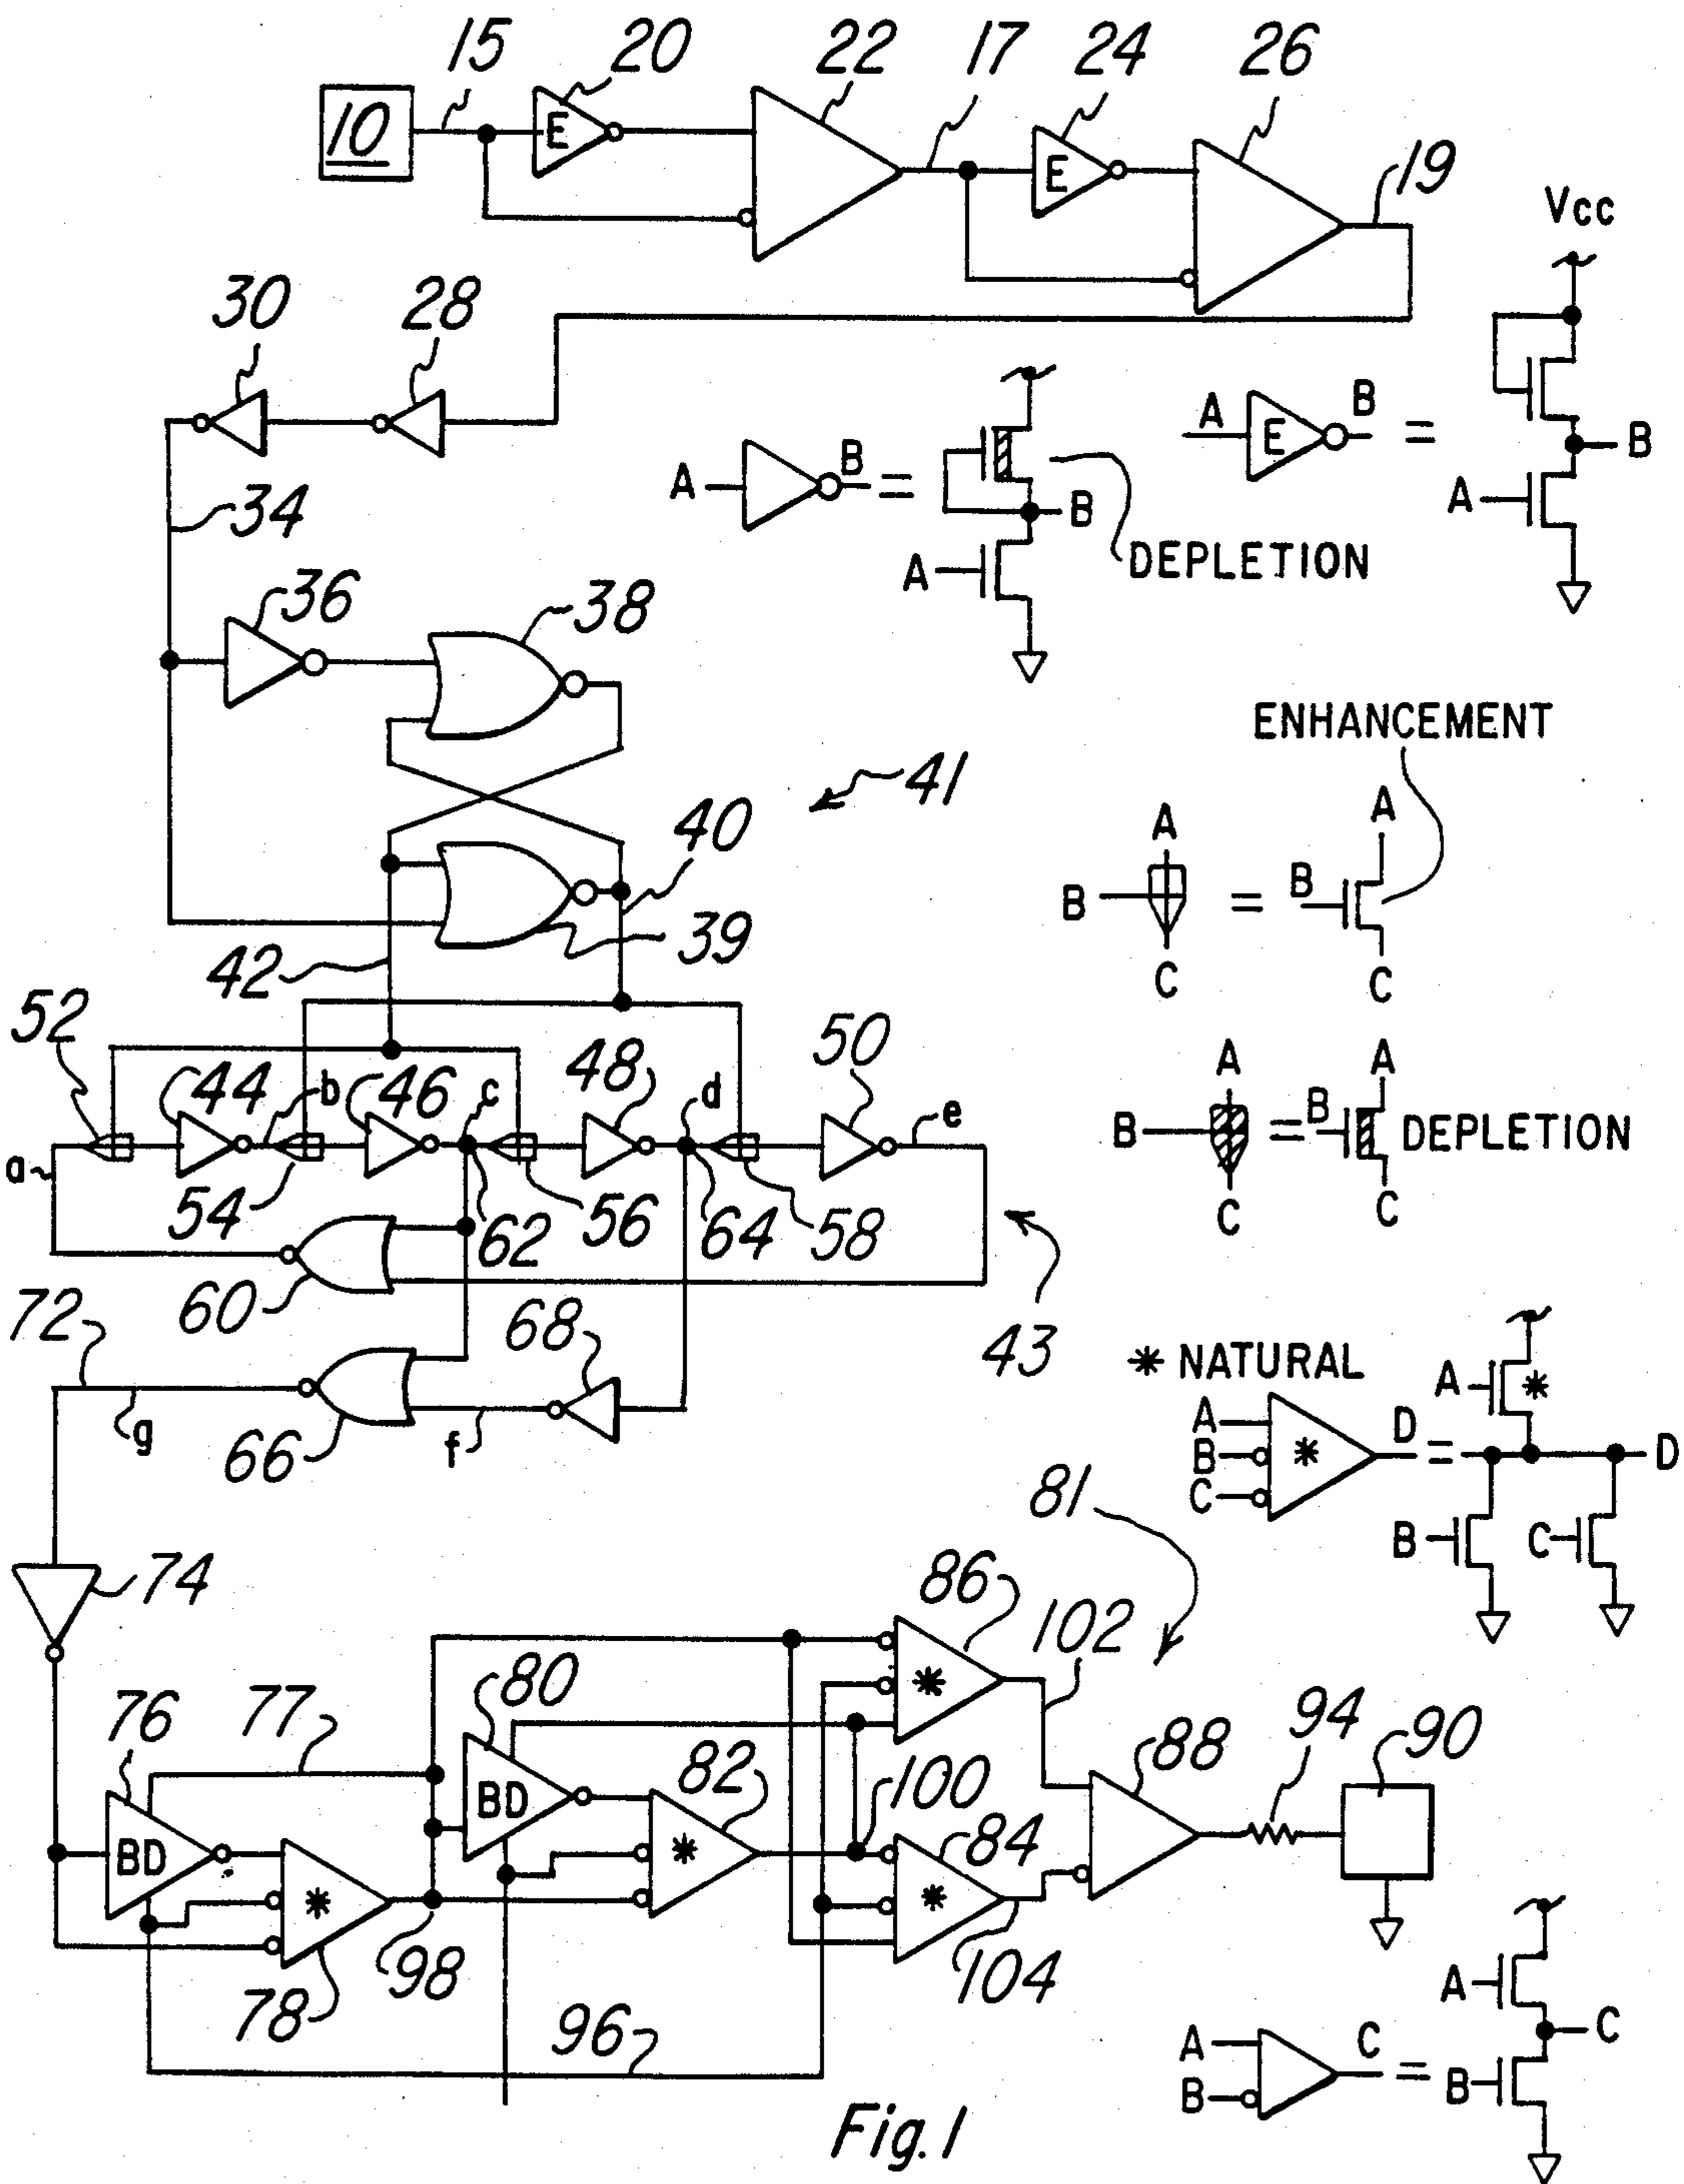 15 20 22 17 24 26
10 E E 19
Vcc
30 28
A B = B A E B = B
A A
34 DEPLETION
36 38
ENHANCEMENT
41
40 A A
B = B
39
42 C C
52 50
44 b 46 c 48 d e A A
B = B DEPLETION
a
54 62 56 64 58 C C
60
72 68 43
* NATURAL A *
A D = D
B *
g 66 f C
81 B C
74 86
102
80 *
76 77 94 90
82 88
BD 100
BD * 84
* *
98 104 A
78 C
96 A C =
B B
Fig. 1